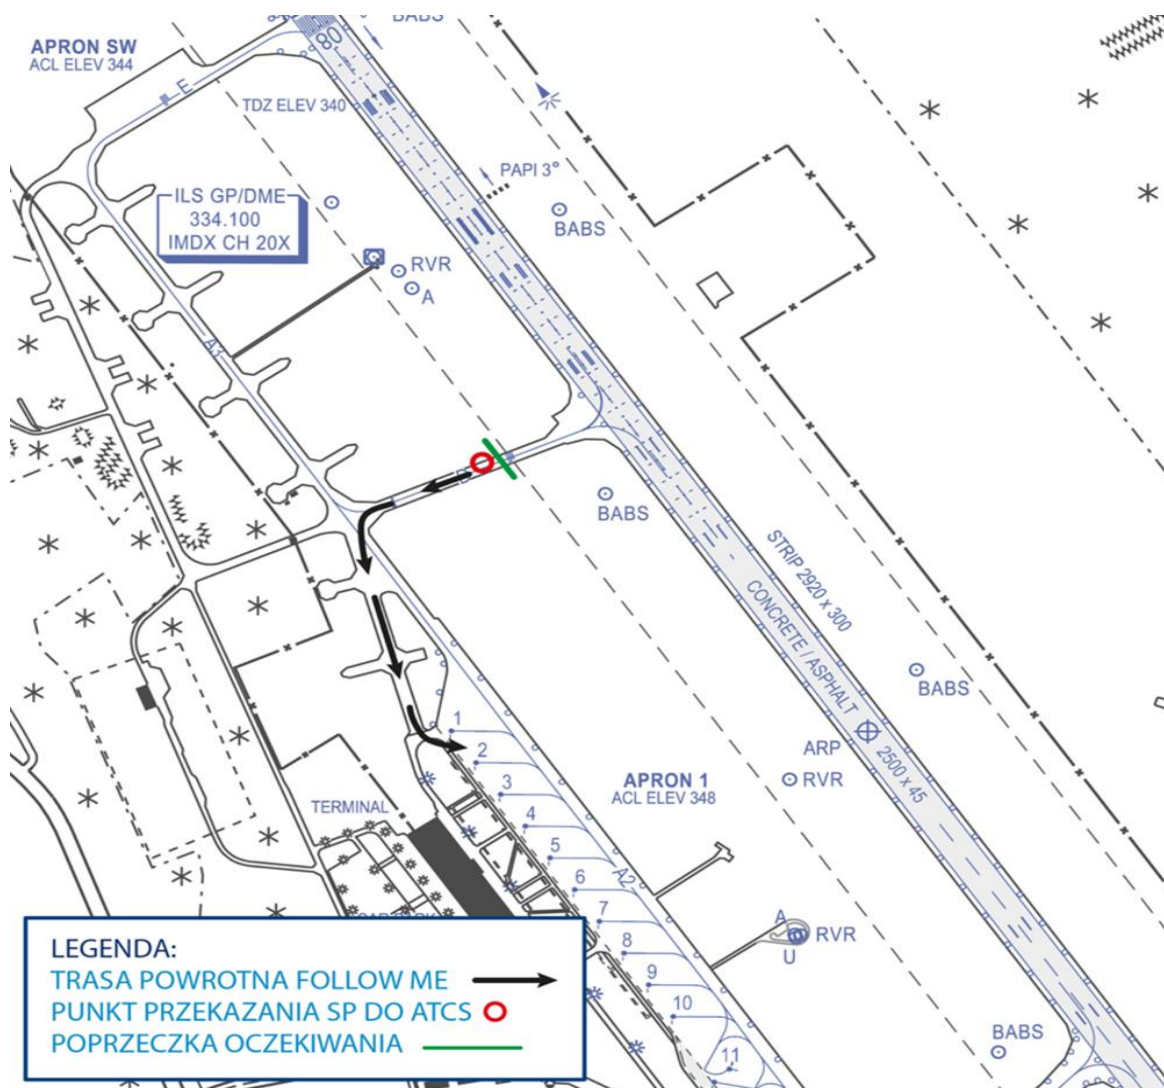 BABS
APRON SW
ACL ELEV 344
E
80
TDZ ELEV 340
PAPI 3°
ILS GP/DME
334.100
IMDX CH 20X
BABS
RVR
A
A3
BABS
STRIP 2920 x 300
CONCRETE / ASPHALT
2500 x 45
BABS
ARP
RVR
1
2
3
APRON 1
ACL ELEV 348
TERMINAL
4
5
A2
6
7
A
RVR
U
8
9
10
11
BABS
LEGENDA:
TRASA POWROTNA FOLLOW ME
PUNKT PRZEKAZANIA SP DO ATCS
POPRZECZKA OCZEKIWANIA